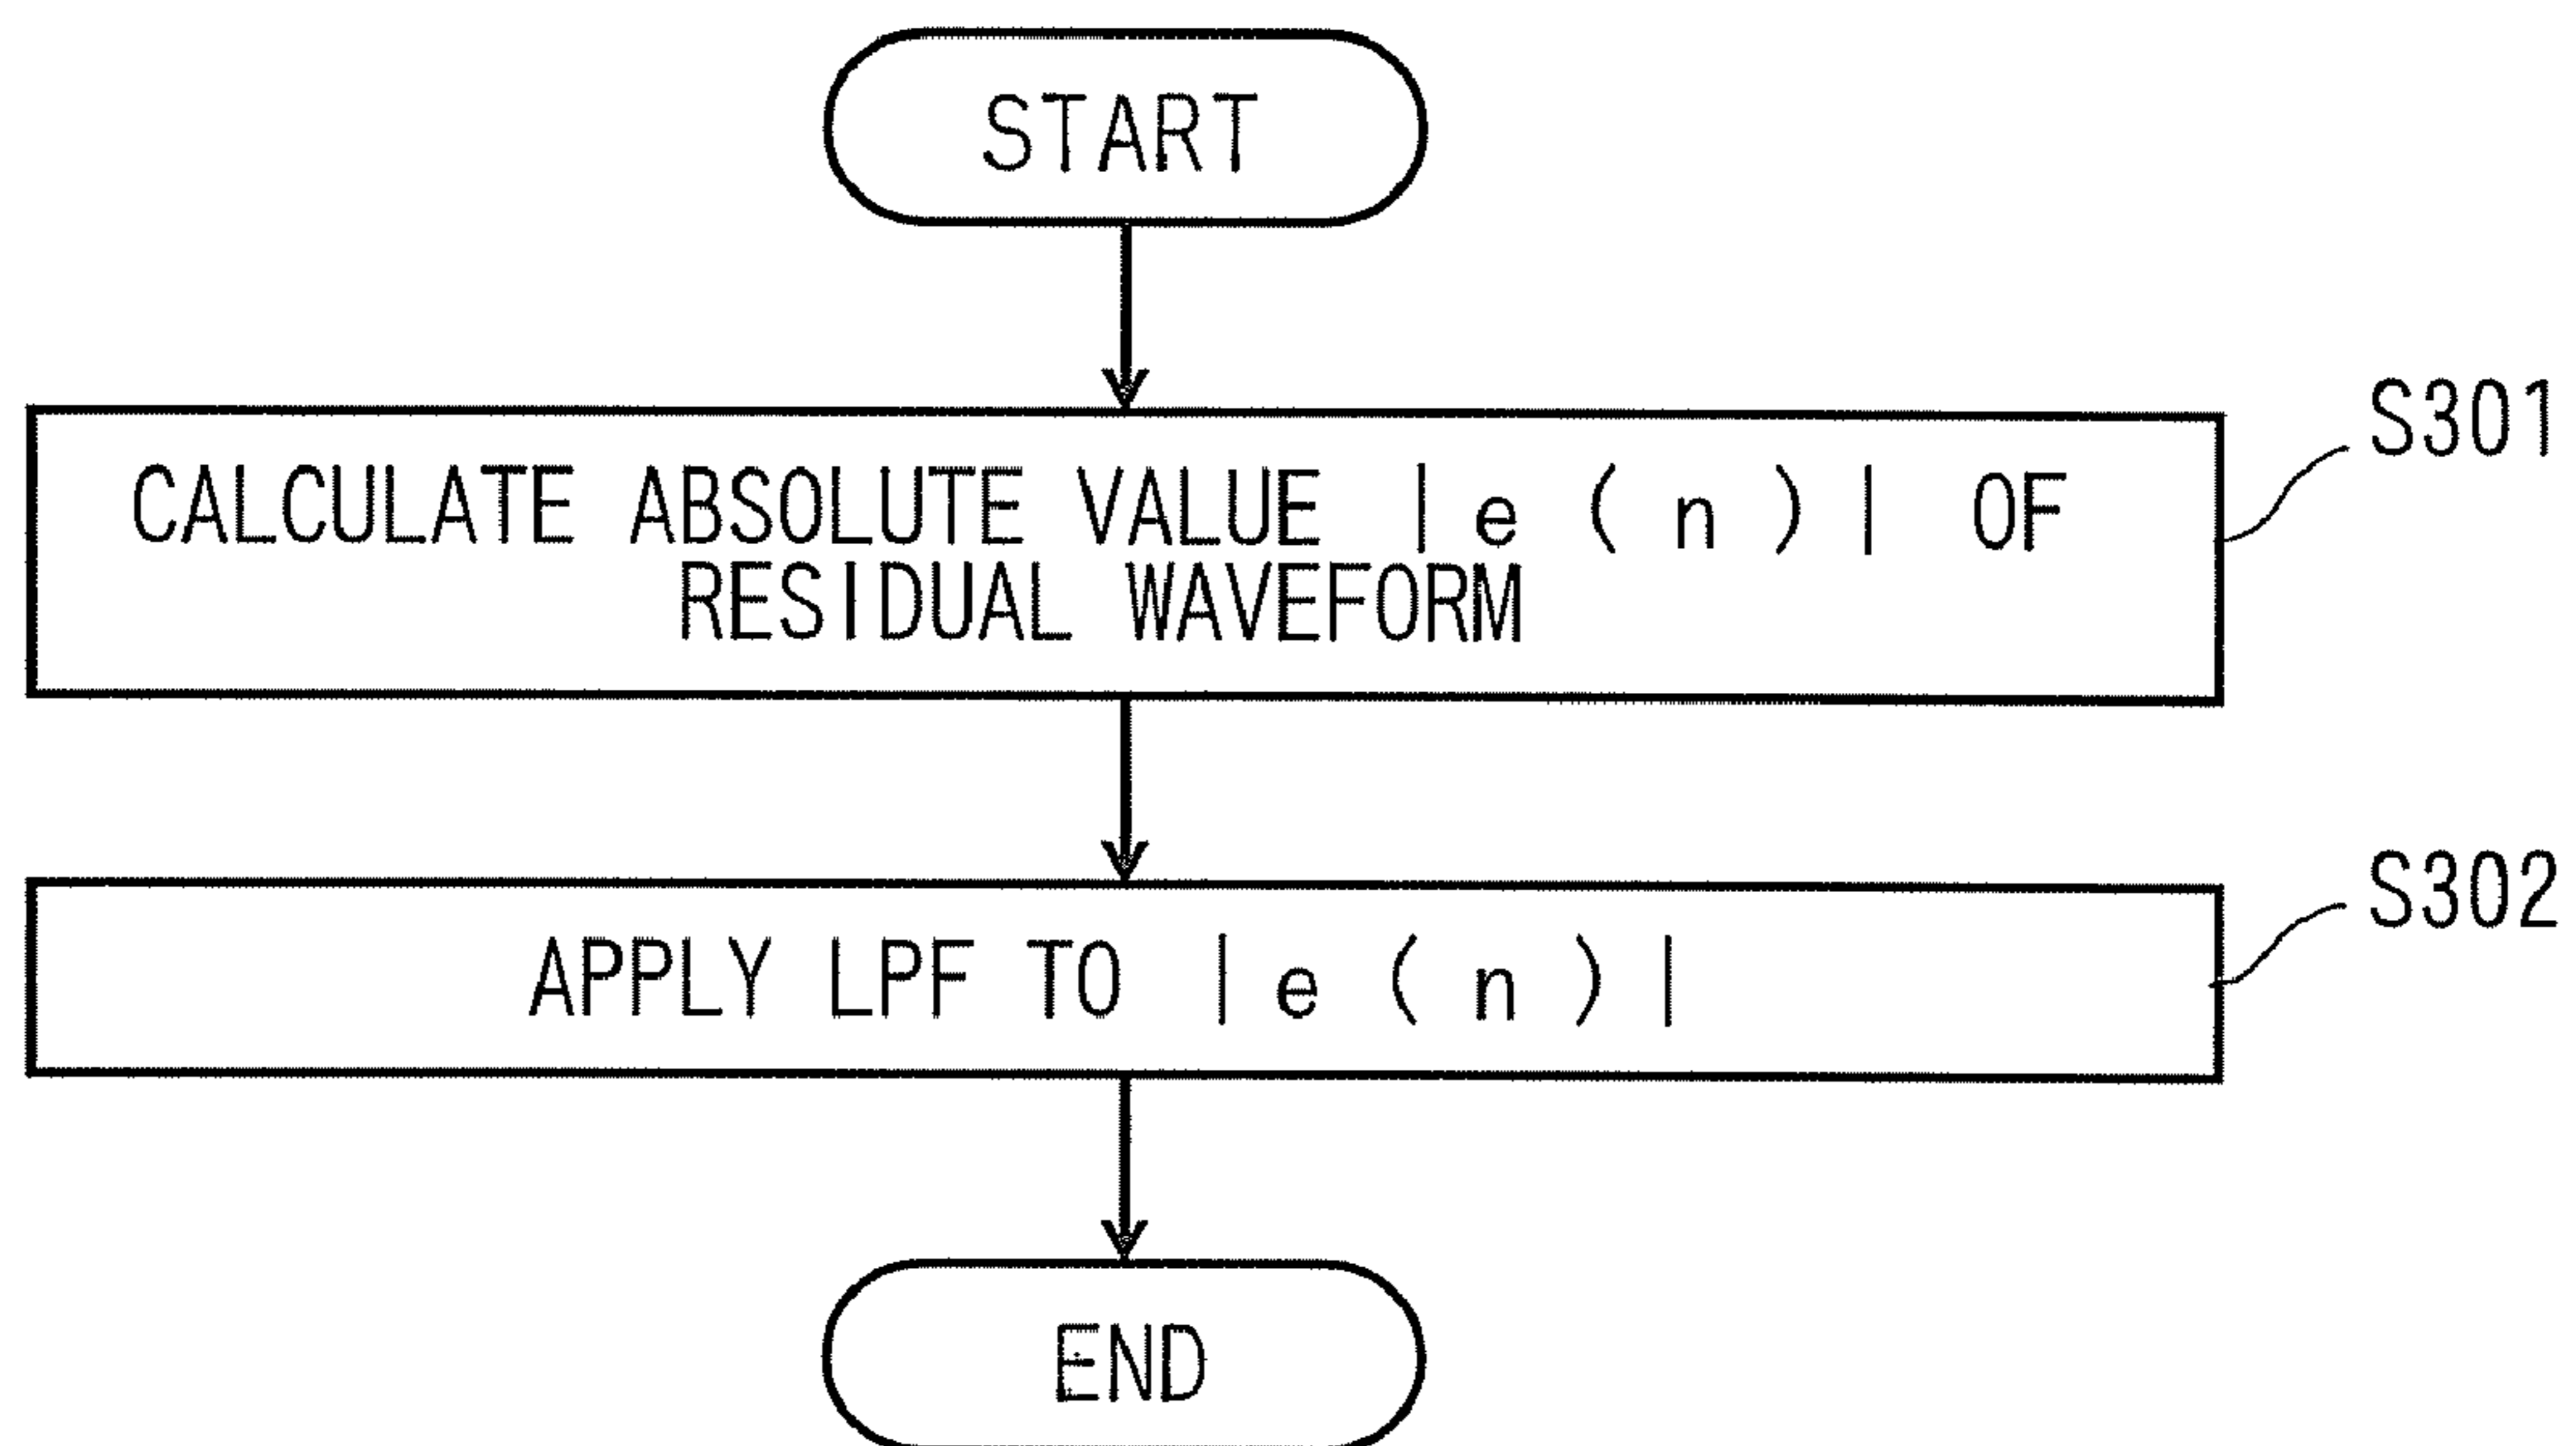 START
CALCULATE ABSOLUTE VALUE |e(n)| OF
RESIDUAL WAVEFORM
S301
APPLY LPF TO |e(n)|
S302
END